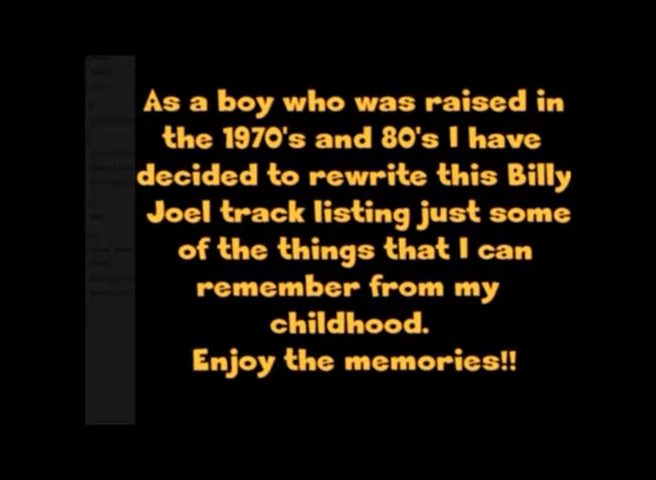 As a boy who was raised in
the 1970's and 80's I have
decided to rewrite this Billy
Joel track listing just some
of the things that I can
remember from my
childhood.
Enjoy the memories!!